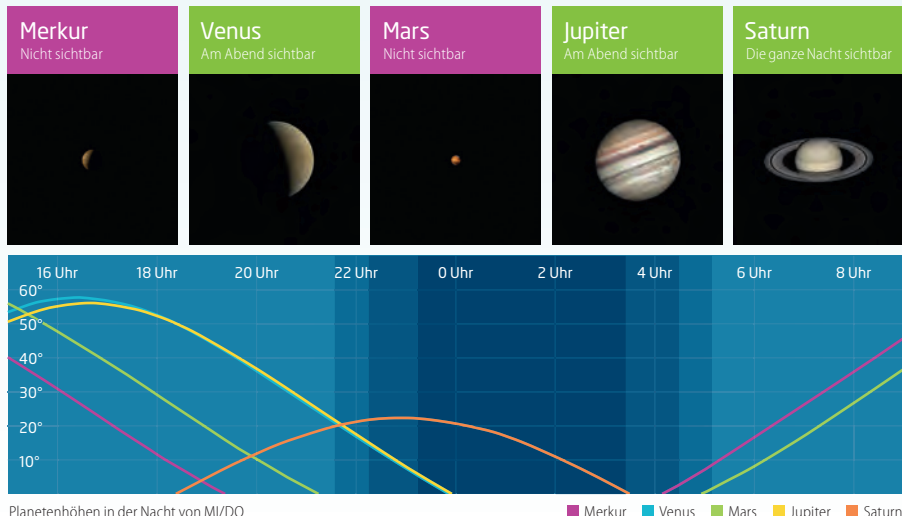 Merkur
Nicht sichtbar
Venus
Am Abend sichtbar
Mars
Nicht sichtbar
Jupiter
Am Abend sichtbar
Saturn
Die ganze Nacht sichtbar
16 Uhr 18 Uhr 20 Uhr 22 Uhr 0 Uhr 2 Uhr 4 Uhr 6 Uhr 8 Uhr
60°
50°
40°
30°
20°
10°
Planetenhöhen in der Nacht von MI/DO
Merkur Venus Mars Jupiter Saturn